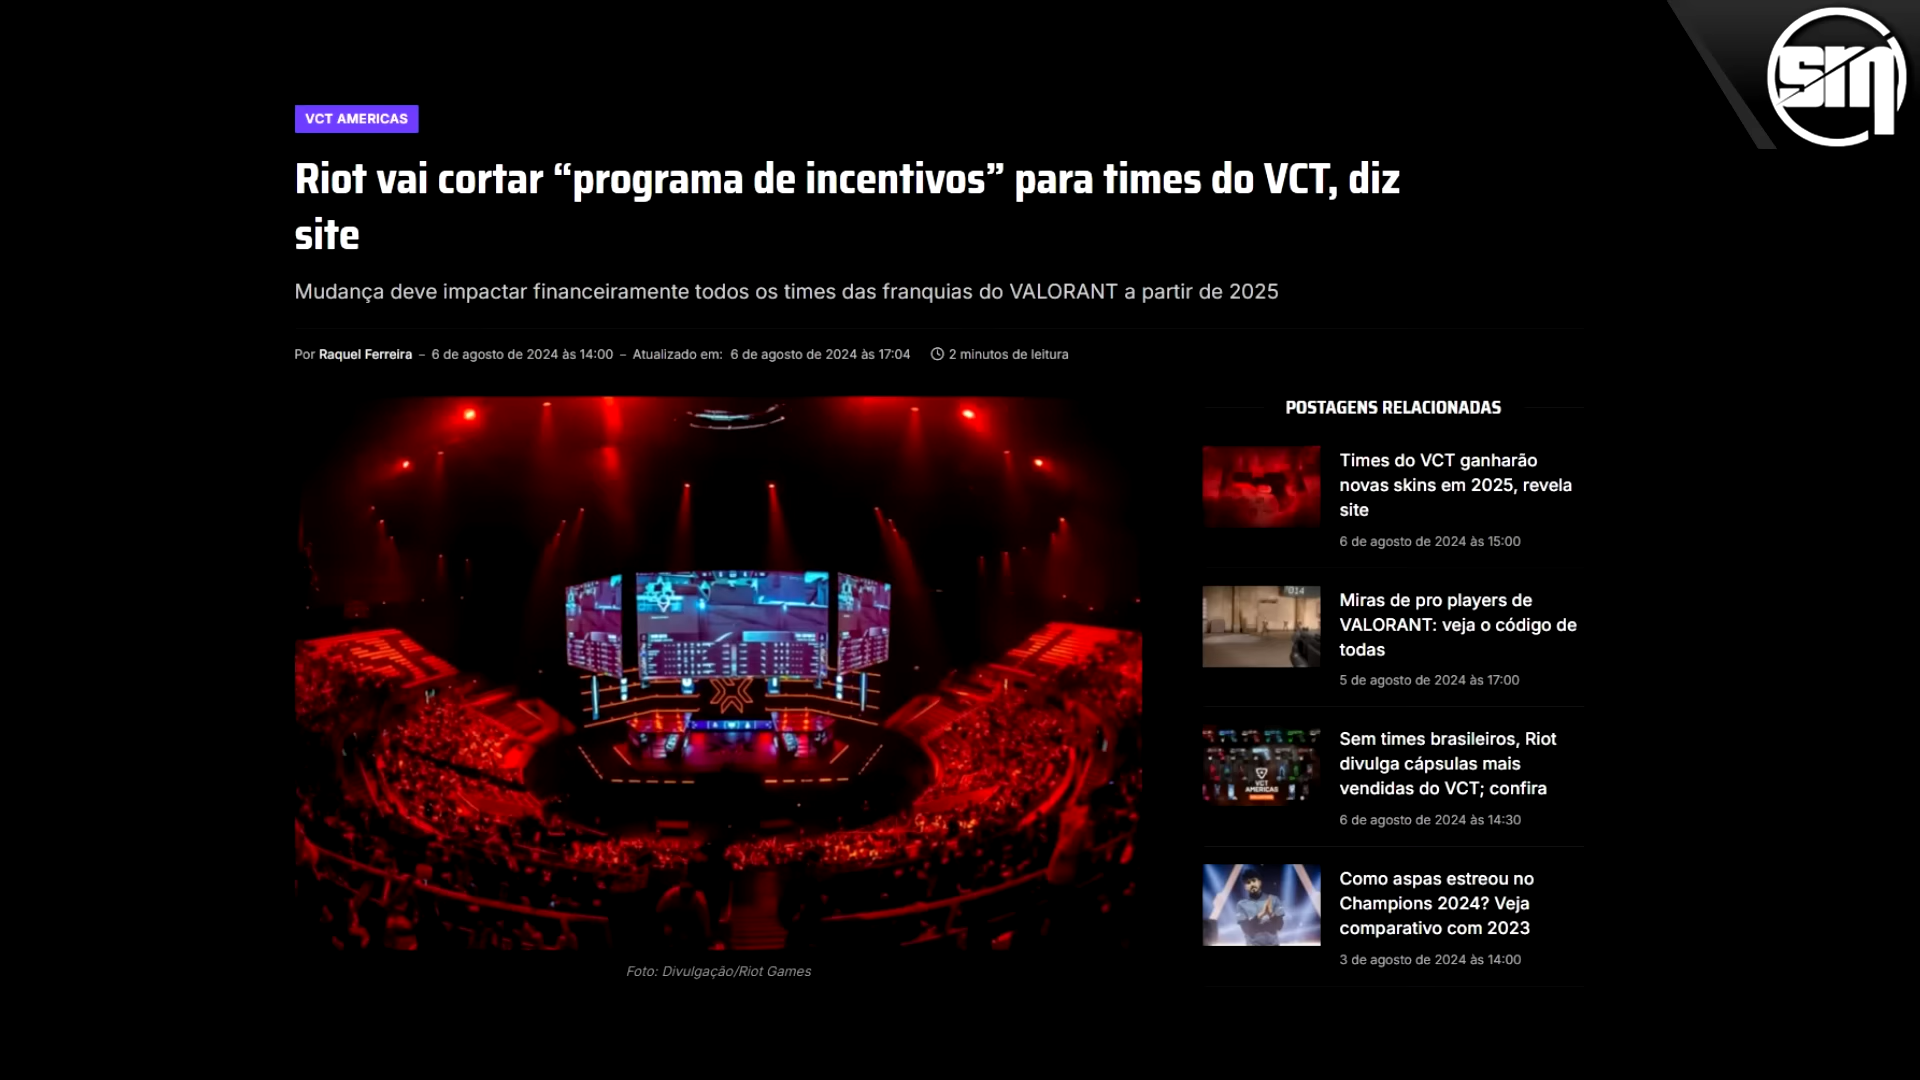 sm
VCT AMERICAS
Riot vai cortar “programa de incentivos” para times do VCT, diz
site
Mudança deve impactar financeiramente todos os times das franquias do VALORANT a partir de 2025
Por Raquel Ferreira – 6 de agosto de 2024 às 14:00 – Atualizado em: 6 de agosto de 2024 às 17:04 2 minutos de leitura
Foto: Divulgação/Riot Games
POSTAGENS RELACIONADAS
Times do VCT ganharão
novas skins em 2025, revela
site
6 de agosto de 2024 às 15:00
Miras de pro players de
VALORANT: veja o código de
todas
5 de agosto de 2024 às 17:00
VCT
AMERICAS
Sem times brasileiros, Riot
divulga cápsulas mais
vendidas do VCT; confira
6 de agosto de 2024 às 14:30
Como aspas estreou no
Champions 2024? Veja
comparativo com 2023
3 de agosto de 2024 às 14:00